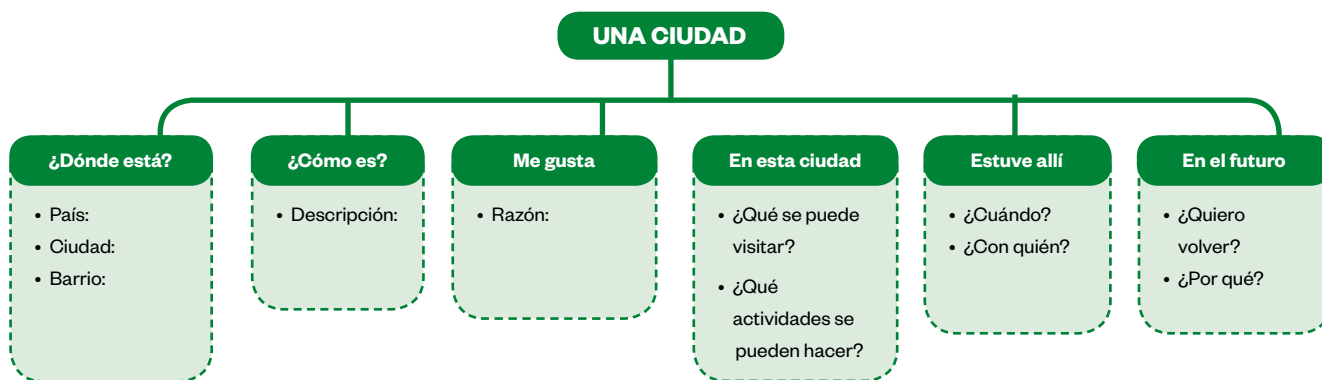 UNA CIUDAD
¿Dónde está?
• País:
• Ciudad:
• Barrio:
¿Cómo es?
• Descripción:
Me gusta
• Razón:
En esta ciudad
• ¿Qué se puede
visitar?
• ¿Qué
actividades se
pueden hacer?
Estuve allí
• ¿Cuándo?
• ¿Con quién?
En el futuro
• ¿Quiero
volver?
• ¿Por qué?